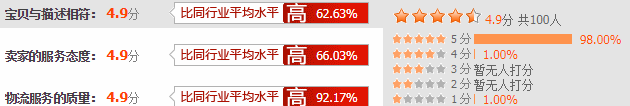 宝贝与描述相符: 4.9分 比同行业平均水平 高 62.63%
卖家的服务态度: 4.9分 比同行业平均水平 高 66.03%
物流服务的质量: 4.9分 比同行业平均水平 高 92.17%
4.9分 共100人
5 分 98.00%
4 分 1.00%
3 分 暂无人打分
2 分 暂无人打分
1 分 1.00%